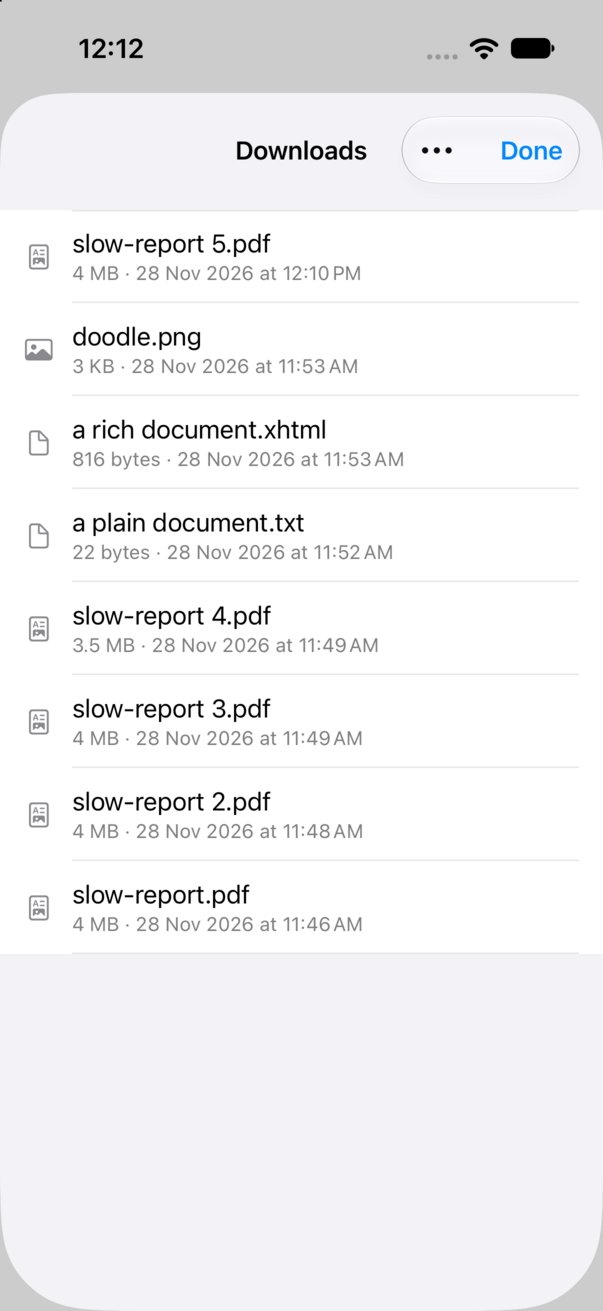 12:12
Downloads
Done
slow-report 5.pdf
4 MB · 28 Nov 2026 at 12:10 PM
doodle.png
3 KB · 28 Nov 2026 at 11:53 AM
a rich document.xhtml
816 bytes · 28 Nov 2026 at 11:53 AM
a plain document.txt
22 bytes · 28 Nov 2026 at 11:52 AM
slow-report 4.pdf
3.5 MB · 28 Nov 2026 at 11:49 AM
slow-report 3.pdf
4 MB · 28 Nov 2026 at 11:49 AM
slow-report 2.pdf
4 MB · 28 Nov 2026 at 11:48 AM
slow-report.pdf
4 MB · 28 Nov 2026 at 11:46 AM